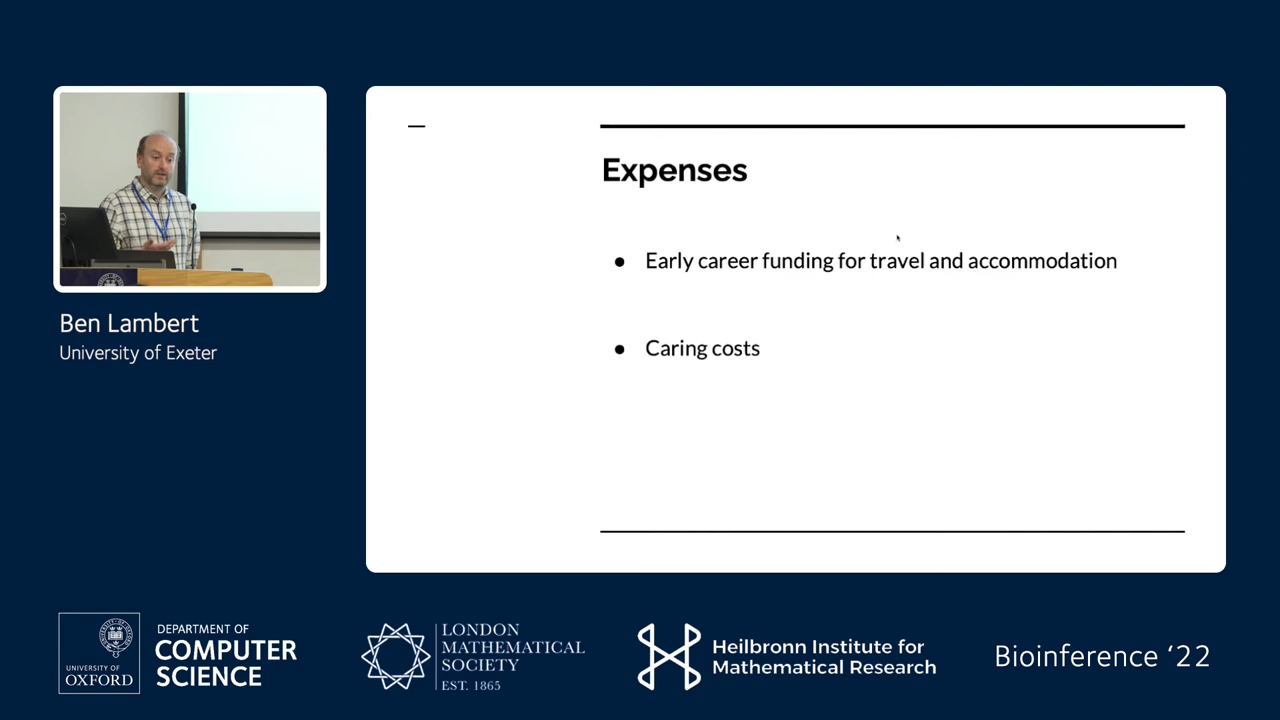 Expenses
● Early career funding for travel and accommodation
● Caring costs
Ben Lambert
University of Exeter
UNIVERSITY OF
OXFORD
DEPARTMENT OF
COMPUTER
SCIENCE
LONDON
MATHEMATICAL
SOCIETY
EST. 1865
Heilbronn Institute for
Mathematical Research
Bioinference ‘22